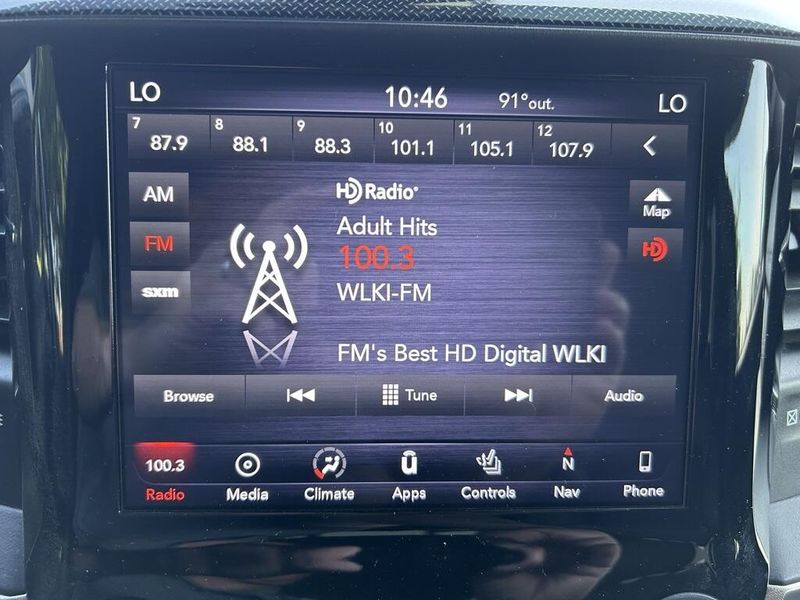 LO 10:46 91°out. LO
7 87.9 8 88.1 9 88.3 10 101.1 11 105.1 12 107.9
AM
HD Radio
Map
Adult Hits
FM
100.3
HD
sxm
WLKI-FM
FM's Best HD Digital WLKI
Browse Tune Audio
100.3 N
Radio Media Climate Apps Controls Nav Phone